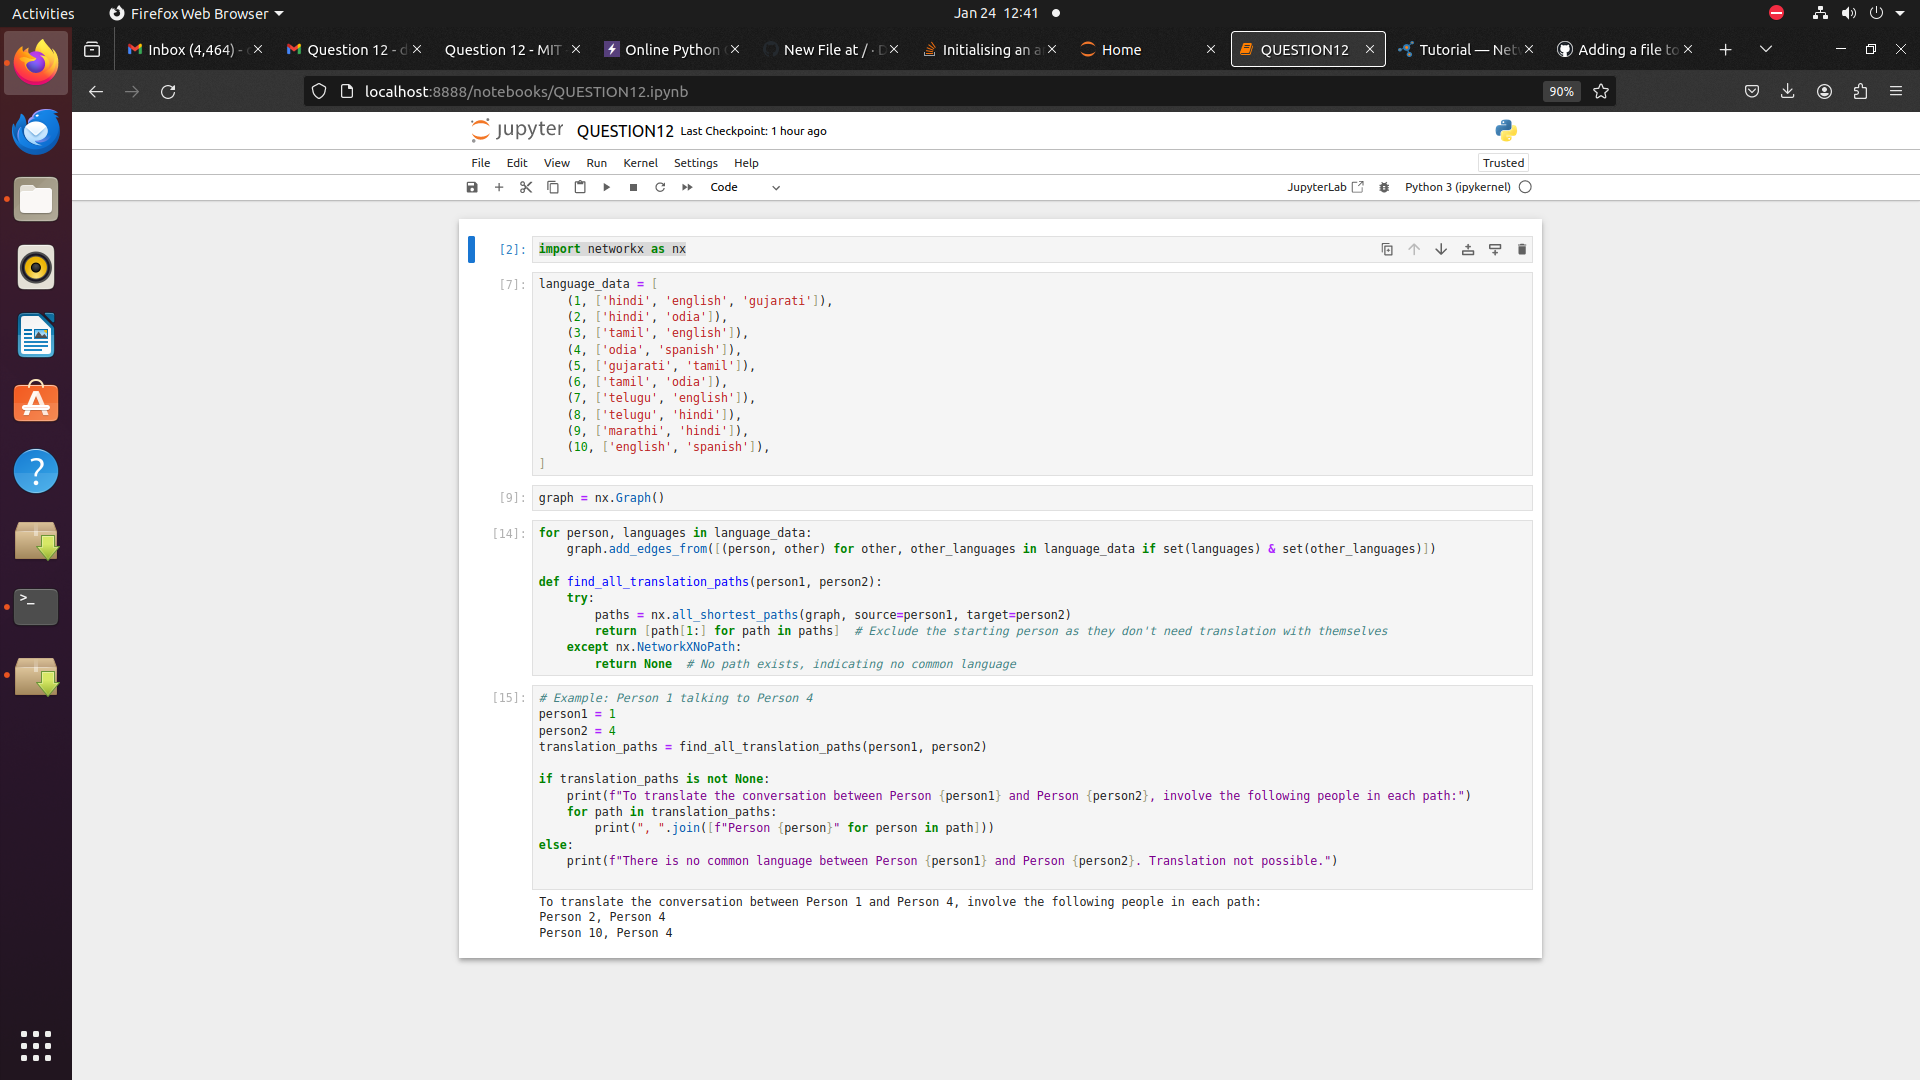 Activities
Firefox Web Browser
Jan 24 12:41
Inbox (4,464) -
Question 12 - d
Question 12 - MIT
Online Python
New File at / · D
Initialising an a
Home
QUESTION12
Tutorial — Net
Adding a file to
localhost:8888/notebooks/QUESTION12.ipynb
90%
jupyter
QUESTION12
Last Checkpoint: 1 hour ago
File
Edit
View
Run
Kernel
Settings
Help
Trusted
Code
JupyterLab
Python 3 (ipykernel)
[2]:
import networkx as nx
[7]:
language_data = [
    (1, ['hindi', 'english', 'gujarati']),
    (2, ['hindi', 'odia']),
    (3, ['tamil', 'english']),
    (4, ['odia', 'spanish']),
    (5, ['gujarati', 'tamil']),
    (6, ['tamil', 'odia']),
    (7, ['telugu', 'english']),
    (8, ['telugu', 'hindi']),
    (9, ['marathi', 'hindi']),
    (10, ['english', 'spanish']),
]
[9]:
graph = nx.Graph()
[14]:
for person, languages in language_data:
    graph.add_edges_from([(person, other) for other, other_languages in language_data if set(languages) & set(other_languages)])
def find_all_translation_paths(person1, person2):
    try:
        paths = nx.all_shortest_paths(graph, source=person1, target=person2)
        return [path[1:] for path in paths]  # Exclude the starting person as they don't need translation with themselves
    except nx.NetworkXNoPath:
        return None  # No path exists, indicating no common language
[15]:
# Example: Person 1 talking to Person 4
person1 = 1
person2 = 4
translation_paths = find_all_translation_paths(person1, person2)
if translation_paths is not None:
    print(f"To translate the conversation between Person {person1} and Person {person2}, involve the following people in each path:")
    for path in translation_paths:
        print(", ".join([f"Person {person}" for person in path]))
else:
    print(f"There is no common language between Person {person1} and Person {person2}. Translation not possible.")
To translate the conversation between Person 1 and Person 4, involve the following people in each path:
Person 2, Person 4
Person 10, Person 4